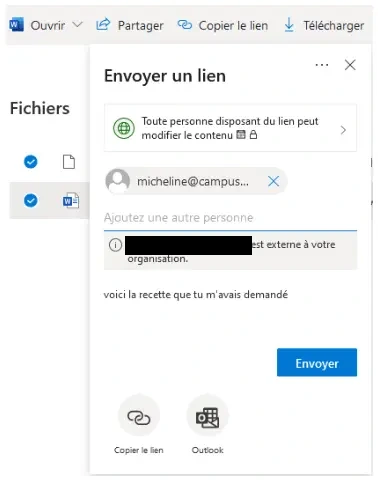 Ouvrir Partager Copier le lien Télécharger
Envoyer un lien
Fichiers
Toute personne disposant du lien peut
modifier le contenu
micheline@campus...
Ajoutez une autre personne
est externe à votre
organisation.
voici la recette que tu m'avais demandé
Envoyer
Copier le lien Outlook